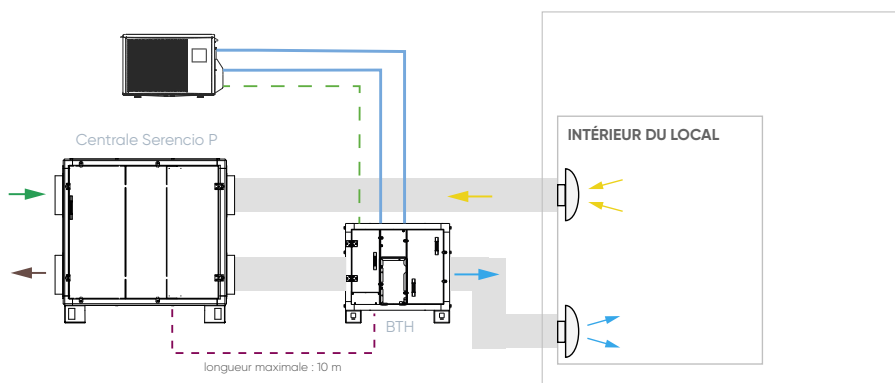 Centrale Serencio P
INTÉRIEUR DU LOCAL
BTH
longueur maximale : 10 m